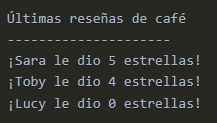 Últimas reseñas de café
---------------------
¡Sara le dio 5 estrellas!
¡Toby le dio 4 estrellas!
¡Lucy le dio 0 estrellas!